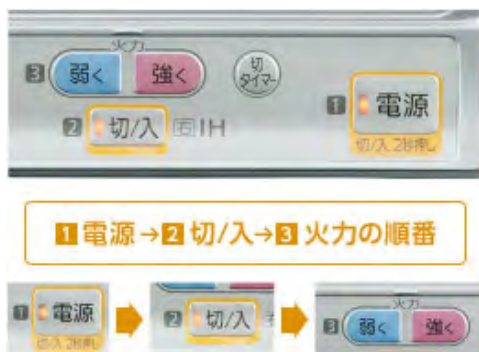 火力
3 弱く 強く
切タイマー
1 電源
切/入 2秒押し
2 切/入 右IH
1電源→2切/入→3火力の順番
1 電源
切/入 2秒押し
2 切/入 右
火力
3 弱く 強く